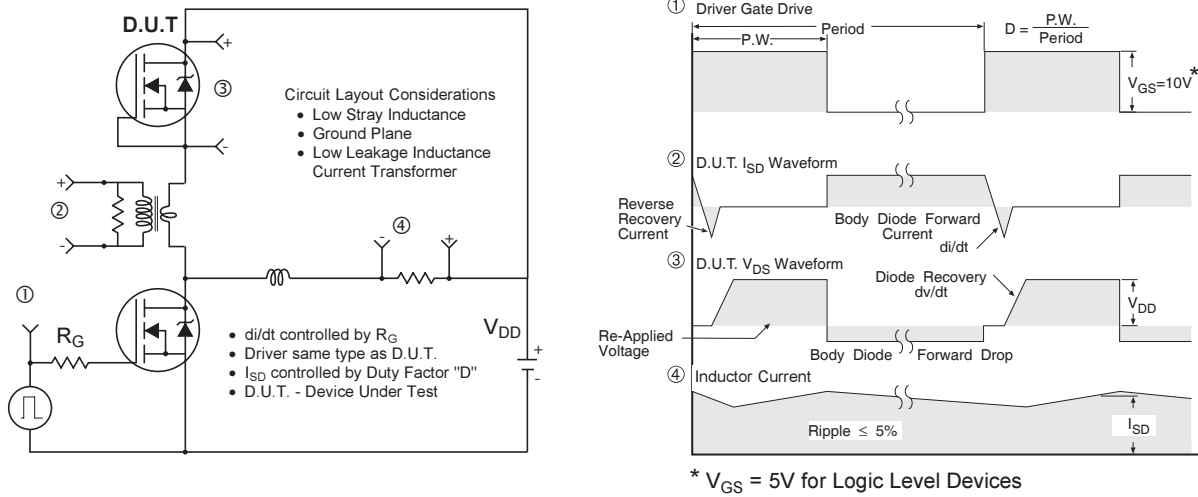 D.U.T
+
③
-
Circuit Layout Considerations
• Low Stray Inductance
• Ground Plane
• Low Leakage Inductance
Current Transformer
+
②
-
④
-
+
①
R_G
• di/dt controlled by R_G
• Driver same type as D.U.T.
• I_SD controlled by Duty Factor "D"
• D.U.T. - Device Under Test
V_DD
+
-
① Driver Gate Drive
P.W.
Period
D = P.W. / Period
V_GS=10V*
② D.U.T. I_SD Waveform
Reverse
Recovery
Current
Body Diode Forward
Current
di/dt
③ D.U.T. V_DS Waveform
Diode Recovery
dv/dt
V_DD
Re-Applied
Voltage
Body Diode Forward Drop
④ Inductor Current
Ripple ≤ 5%
I_SD
* V_GS = 5V for Logic Level Devices